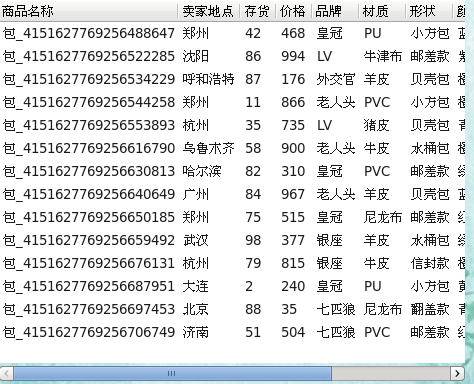 商品名称 卖家地点 存货 价格 品牌 材质 形状
包_4151627769256488647 郑州 42 468 皇冠 PU 小方包
包_4151627769256522285 沈阳 86 994 LV 牛津布 邮差款
包_4151627769256534229 呼和浩特 87 176 外交官 羊皮 贝壳包
包_4151627769256544258 郑州 11 866 老人头 PVC 小方包
包_4151627769256553893 杭州 35 735 LV 猪皮 贝壳包
包_4151627769256616790 乌鲁木齐 58 900 老人头 牛皮 水桶包
包_4151627769256630813 哈尔滨 82 310 皇冠 PVC 邮差款
包_4151627769256640649 广州 84 967 老人头 羊皮 贝壳包
包_4151627769256650185 郑州 75 515 皇冠 尼龙布 邮差款
包_4151627769256659492 武汉 98 377 银座 羊皮 水桶包
包_4151627769256676131 杭州 79 815 银座 牛皮 信封款
包_4151627769256687951 大连 2 240 皇冠 PU 小方包
包_4151627769256697453 北京 88 35 七匹狼 尼龙布 翻盖款
包_4151627769256706749 济南 51 504 七匹狼 PVC 邮差款